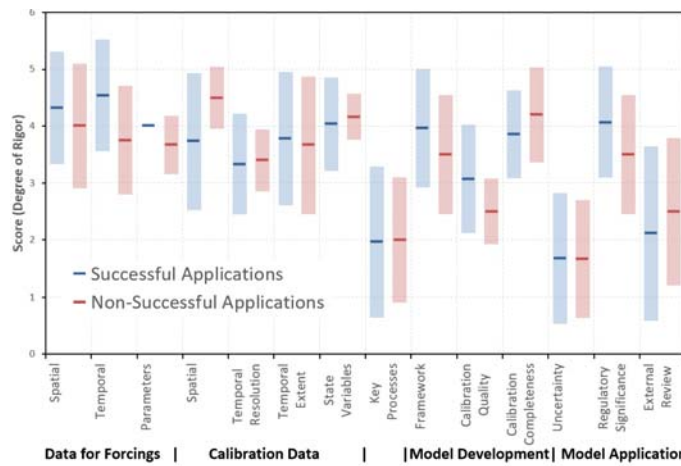 6
5
4
3
2
1
0
Score (Degree of Rigor)
Successful Applications
Non-Successful Applications
Spatial
Temporal
Parameters
Spatial
Temporal
Resolution
Temporal
Extent
State
Variables
Key
Processes
Framework
Calibration
Quality
Calibration
Completeness
Uncertainty
Regulatory
Significance
External
Review
Data for Forcings | Calibration Data | |Model Development| Model Application